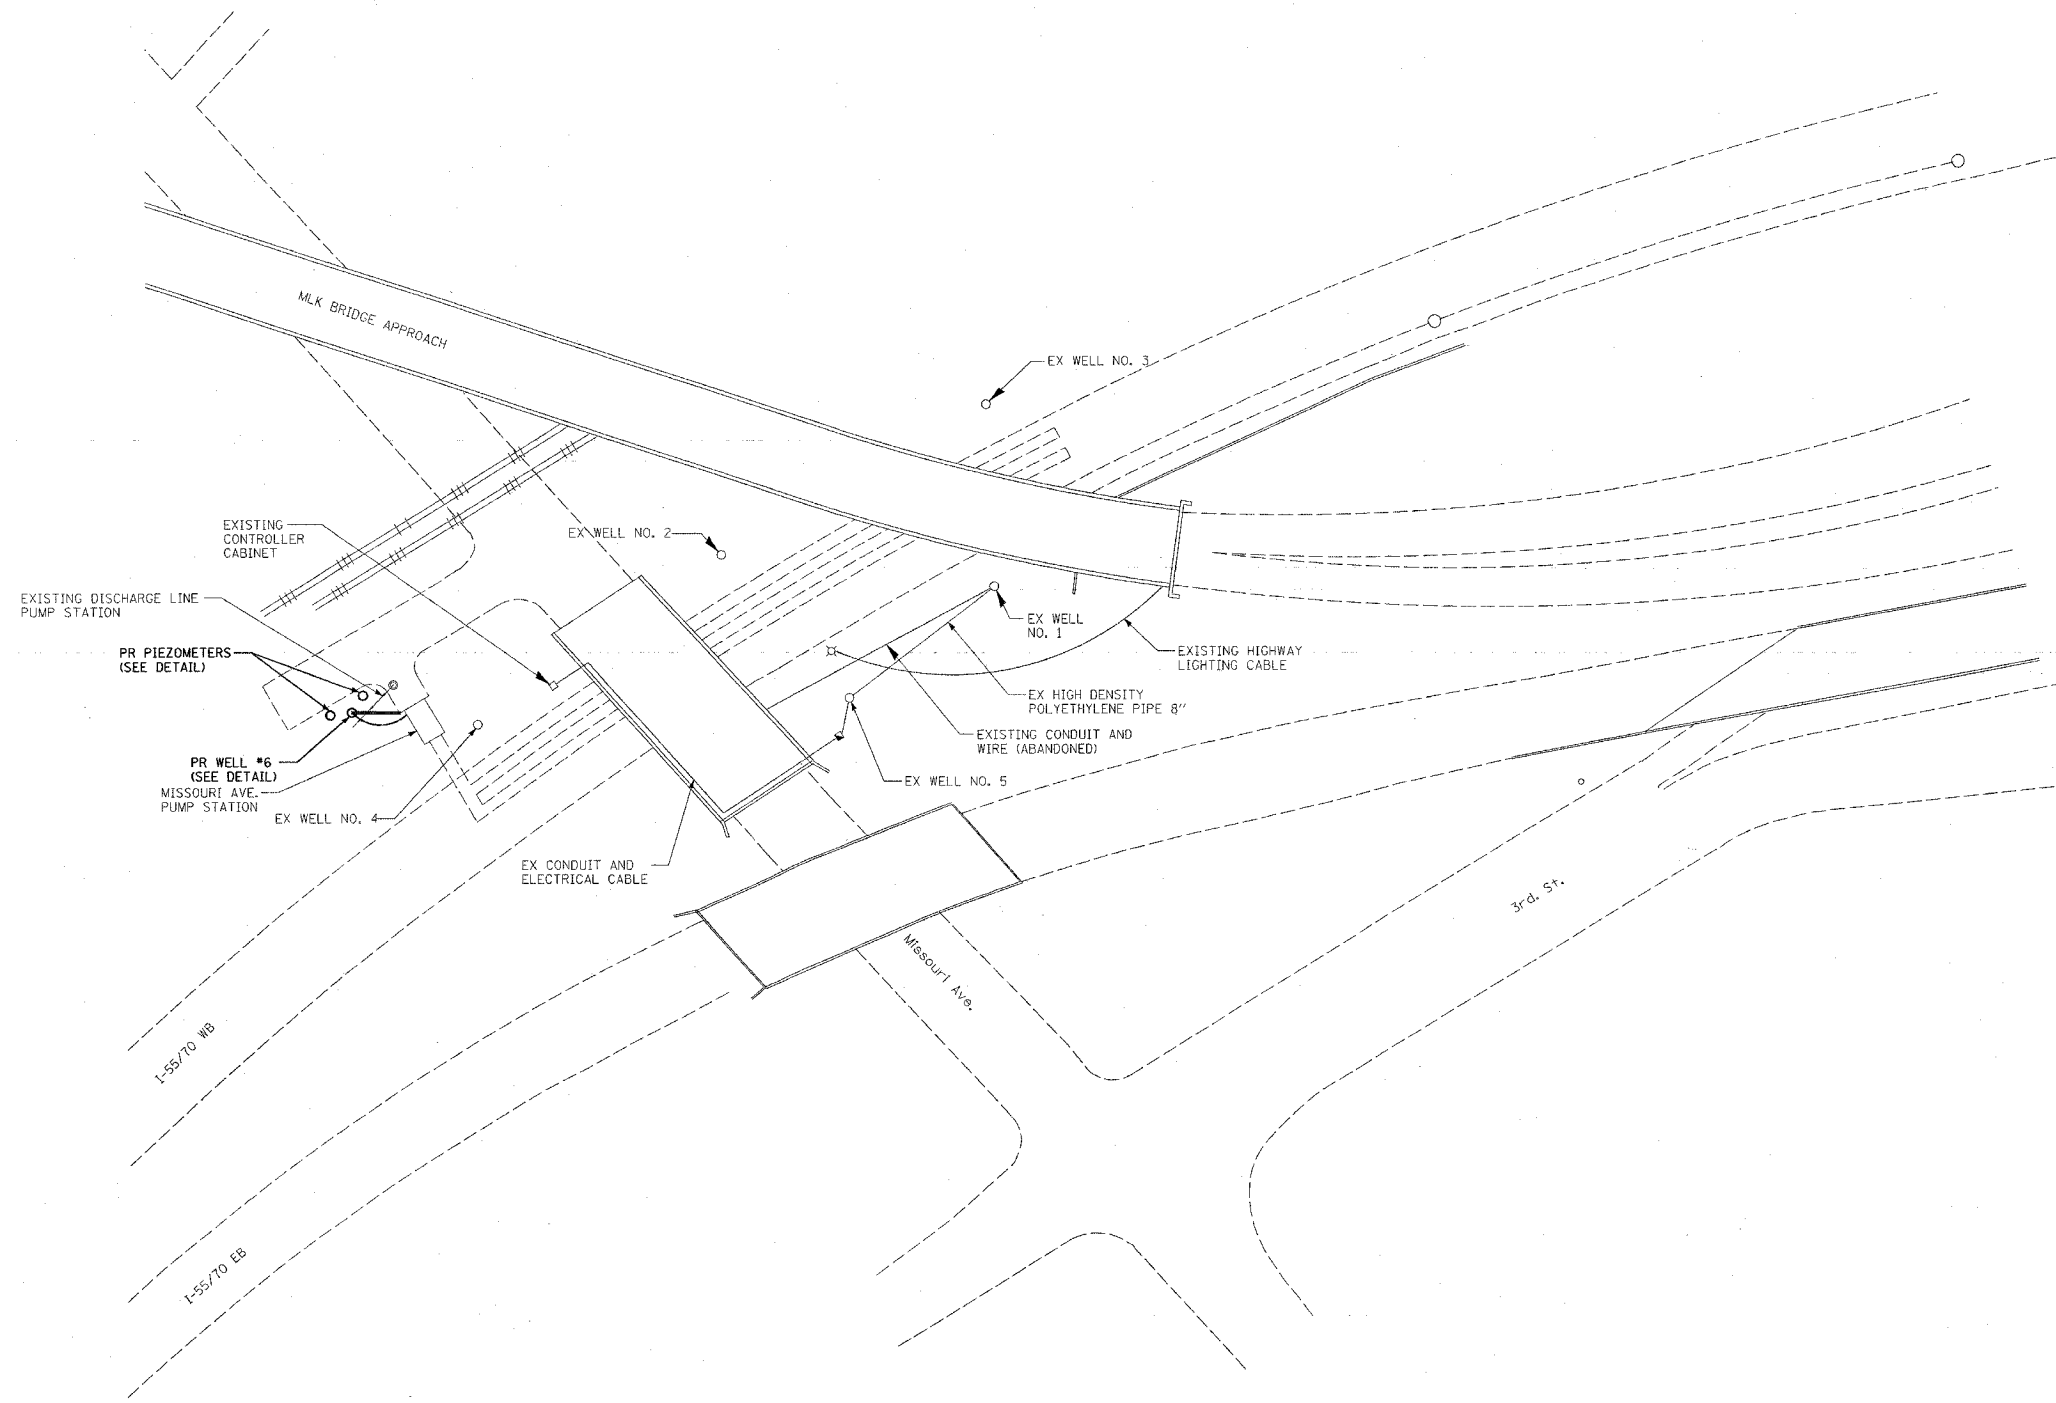 MLK BRIDGE APPROACH
EX WELL NO. 3
EXISTING
CONTROLLER
CABINET
EX WELL NO. 2
EXISTING DISCHARGE LINE
PUMP STATION
PR PIEZOMETERS
(SEE DETAIL)
EX WELL
NO. 1
EXISTING HIGHWAY
LIGHTING CABLE
EX HIGH DENSITY
POLYETHYLENE PIPE 8"
EXISTING CONDUIT AND
WIRE (ABANDONED)
PR WELL #6
(SEE DETAIL)
MISSOURI AVE.
PUMP STATION
EX WELL NO. 4
EX WELL NO. 5
EX CONDUIT AND
ELECTRICAL CABLE
3rd. St.
Missouri Ave.
I-55/70 WB
I-55/70 EB